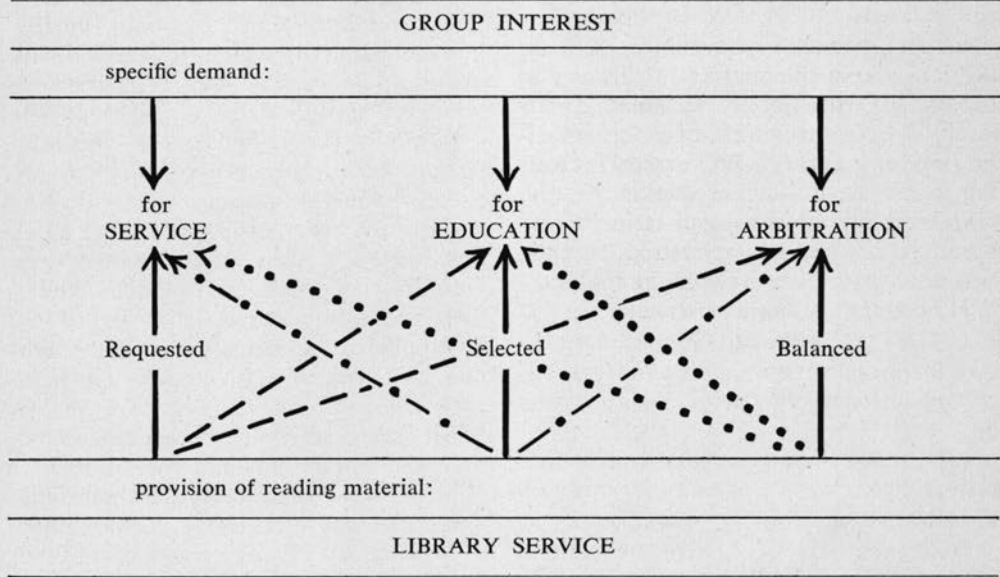 GROUP INTEREST
specific demand:
for for for
SERVICE EDUCATION ARBITRATION
Requested Selected Balanced
provision of reading material:
LIBRARY SERVICE